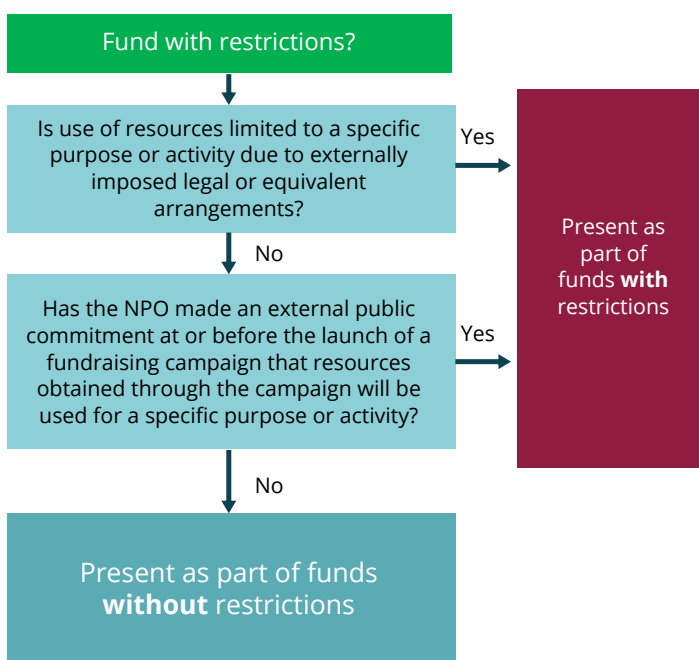 Fund with restrictions?
Is use of resources limited to a specific
purpose or activity due to externally
imposed legal or equivalent
arrangements?
Yes
No
Has the NPO made an external public
commitment at or before the launch of a
fundraising campaign that resources
obtained through the campaign will be
used for a specific purpose or activity?
Yes
No
Present as
part of
funds with
restrictions
Present as part of funds
without restrictions